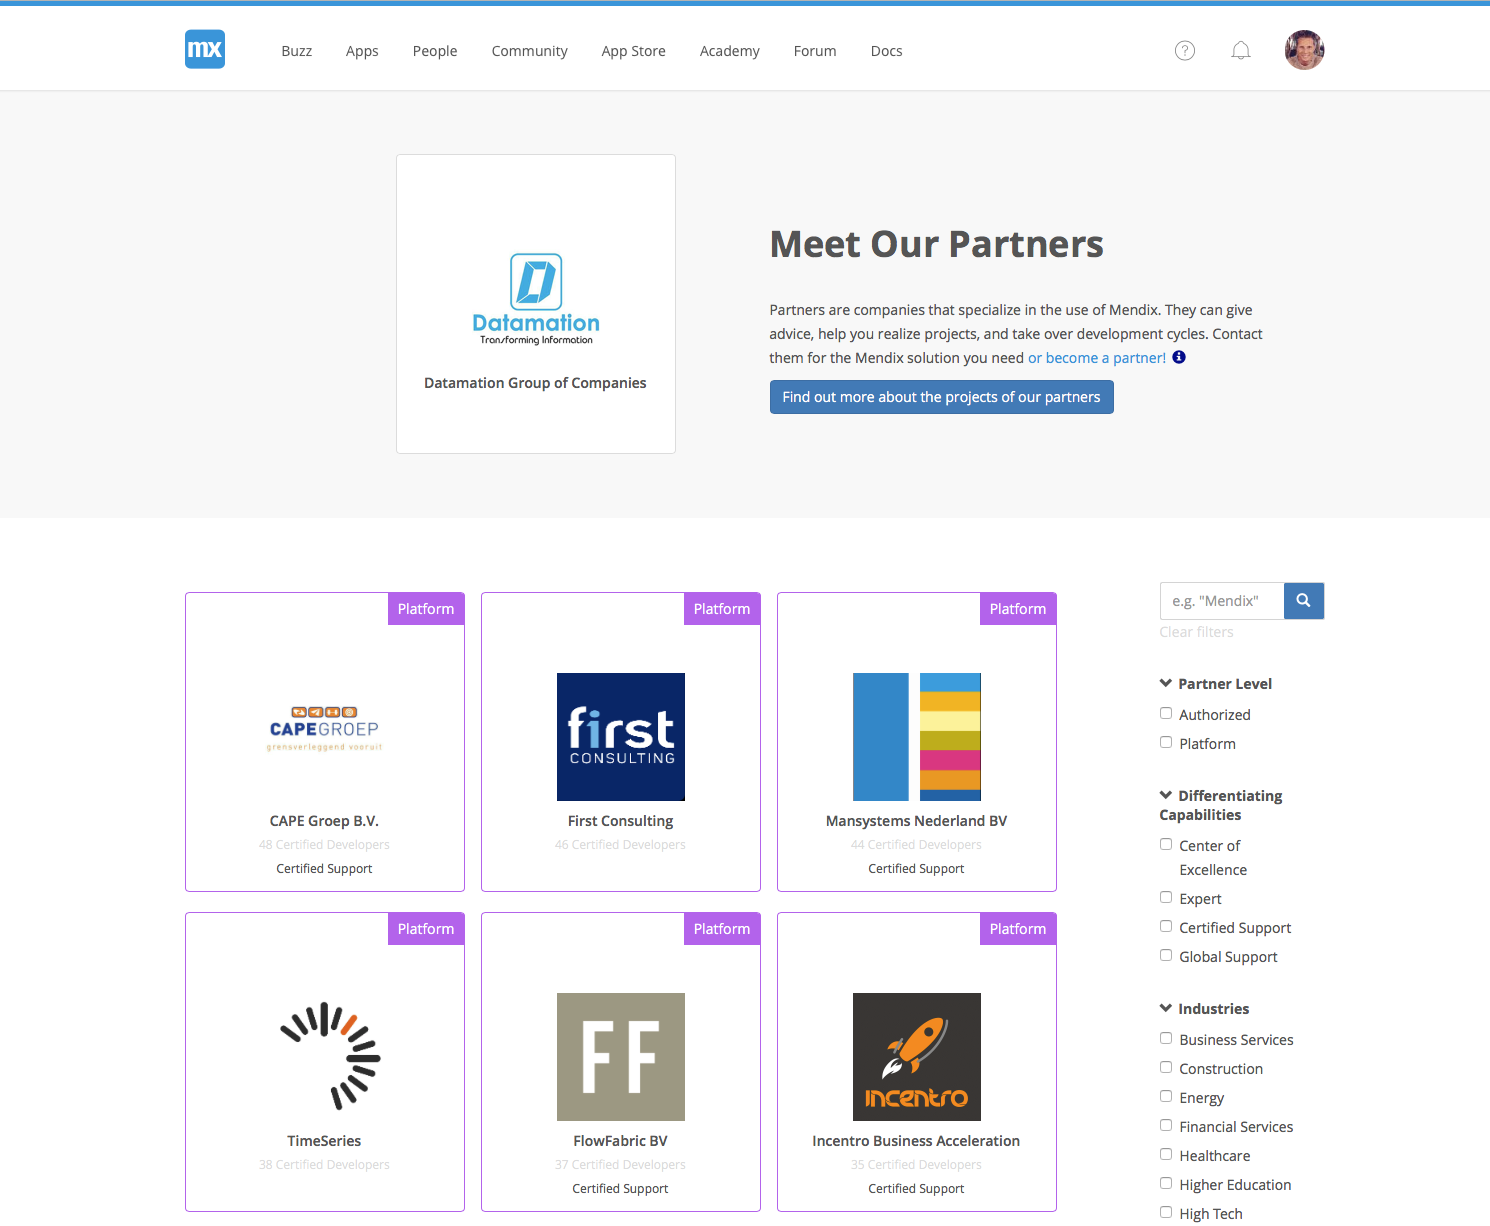 mx
Buzz
Apps
People
Community
App Store
Academy
Forum
Docs
?
Datamation
Transforming Information
Datamation Group of Companies
Meet Our Partners
Partners are companies that specialize in the use of Mendix. They can give
advice, help you realize projects, and take over development cycles. Contact
them for the Mendix solution you need or become a partner!
Find out more about the projects of our partners
Platform
CAPEGROEP
grensverleggend vooruit
CAPE Groep B.V.
48 Certified Developers
Certified Support
Platform
first
CONSULTING
First Consulting
46 Certified Developers
Platform
Mansystems Nederland BV
44 Certified Developers
Certified Support
Platform
TimeSeries
38 Certified Developers
Platform
FF
FlowFabric BV
37 Certified Developers
Certified Support
Platform
incentro
Incentro Business Acceleration
35 Certified Developers
Certified Support
e.g. "Mendix"
Clear filters
Partner Level
Authorized
Platform
Differentiating
Capabilities
Center of
Excellence
Expert
Certified Support
Global Support
Industries
Business Services
Construction
Energy
Financial Services
Healthcare
Higher Education
High Tech